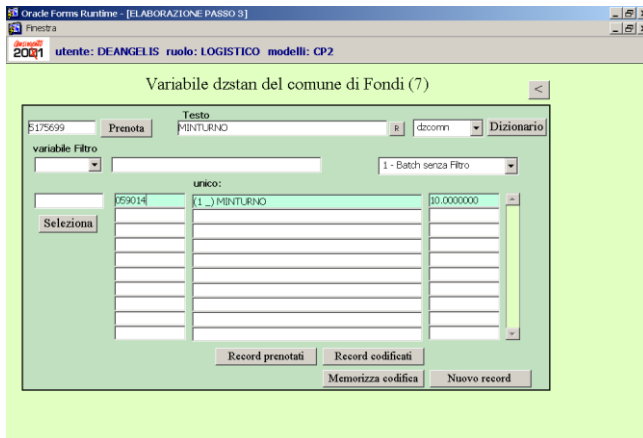 Oracle Forms Runtime - [ELABORAZIONE PASSO 3]
Finestra
Censimenti 2001 utente: DEANGELIS ruolo: LOGISTICO modelli: CP2
Variabile dzstan del comune di Fondi (7)
<
Testo
5175699 Prenota MINTURNO R dzcomn Dizionario
variabile Filtro
1 - Batch senza Filtro
unico:
059014 (1 _) MINTURNO 10.0000000
Seleziona
Record prenotati Record codificati
Memorizza codifica Nuovo record